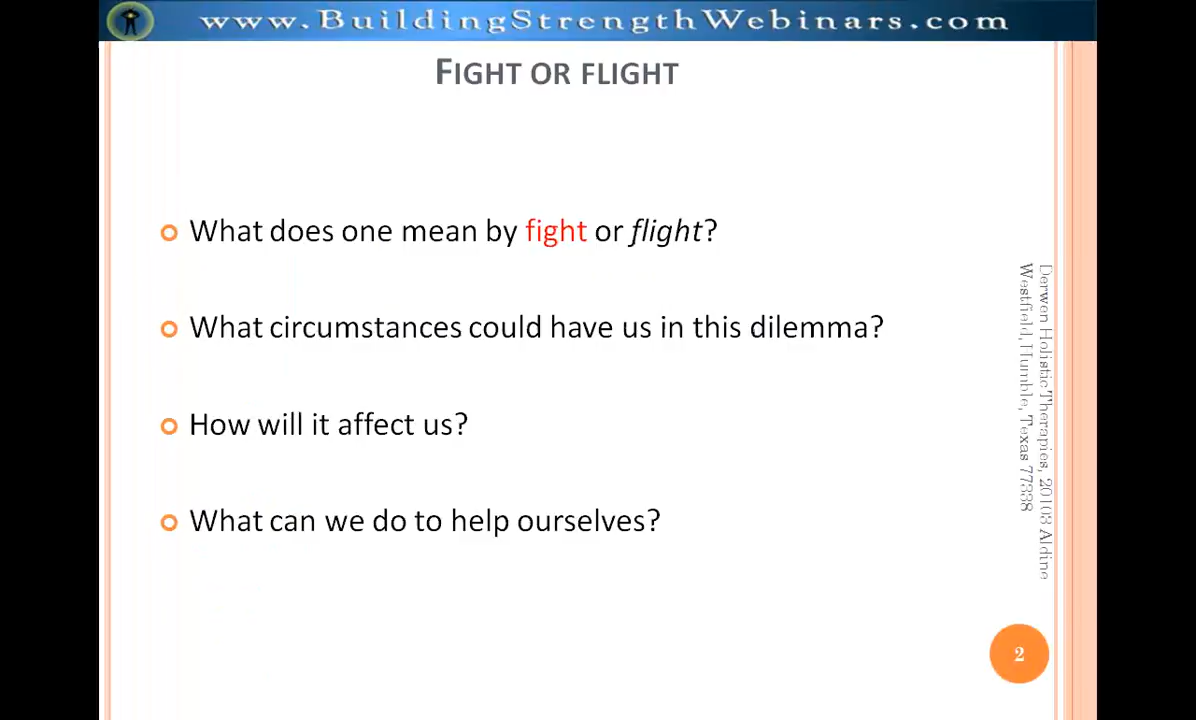 www.BuildingStrengthWebinars.com
FIGHT OR FLIGHT
What does one mean by fight or flight?
What circumstances could have us in this dilemma?
How will it affect us?
What can we do to help ourselves?
Derwen Holistic Therapies, 20103 Aldine
Westfield, Humble, Texas 77338
2